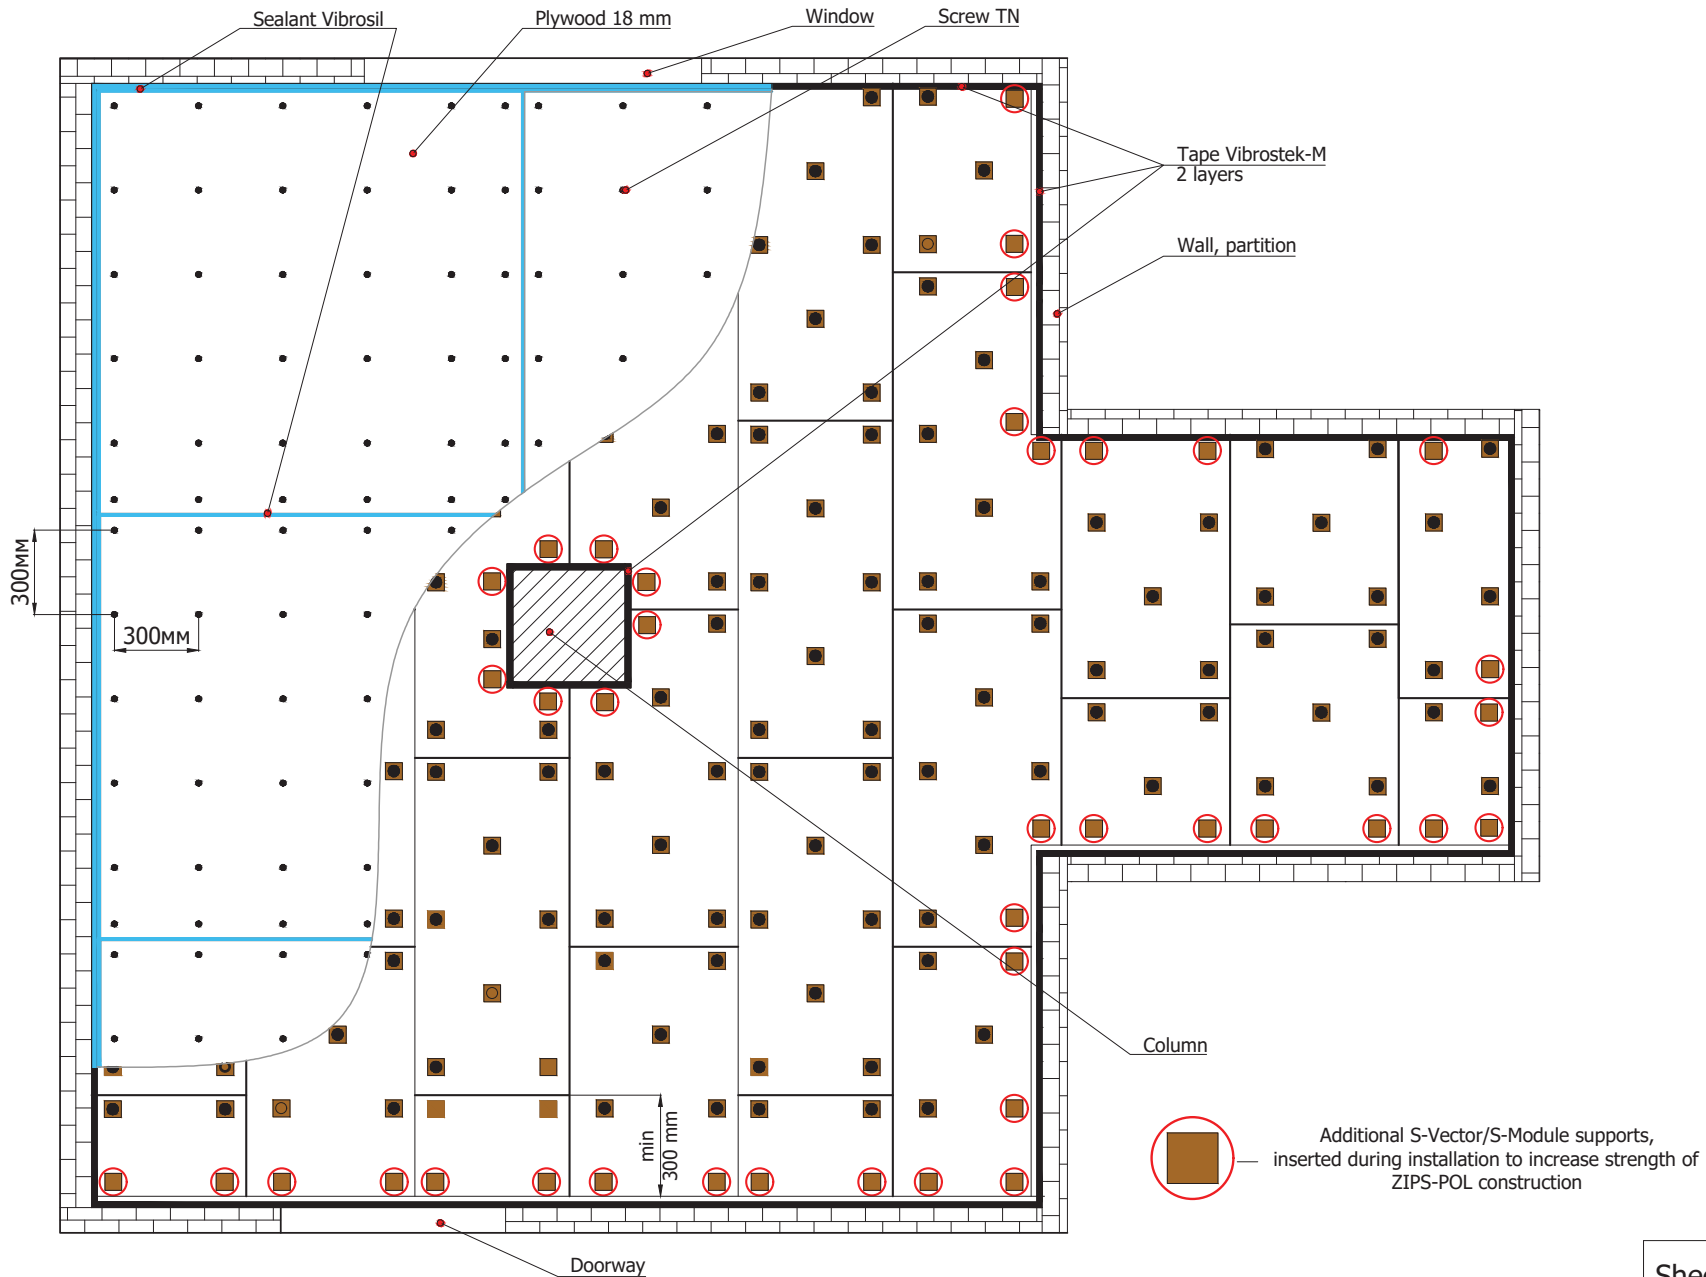 Sealant Vibrosil
Plywood 18 mm
Window
Screw TN
Tape Vibrostek-M
2 layers
Wall, partition
300мм
300мм
Column
min
300 mm
Additional S-Vector/S-Module supports,
inserted during installation to increase strength of
ZIPS-POL construction
Doorway